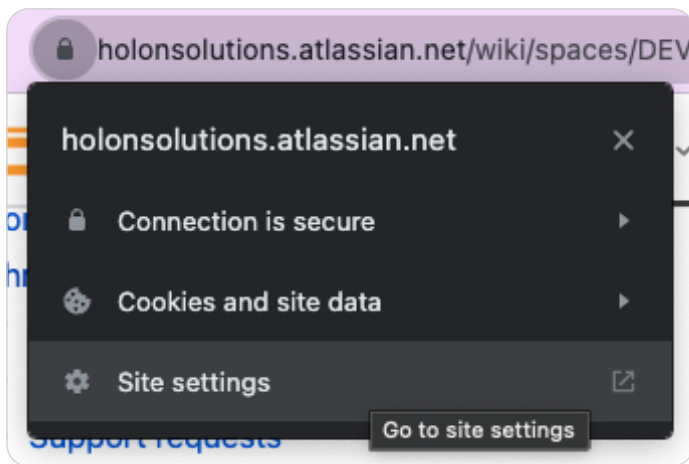 holonsolutions.atlassian.net/wiki/spaces/DEV
holonsolutions.atlassian.net
Connection is secure
Cookies and site data
Site settings
Go to site settings
Support requests